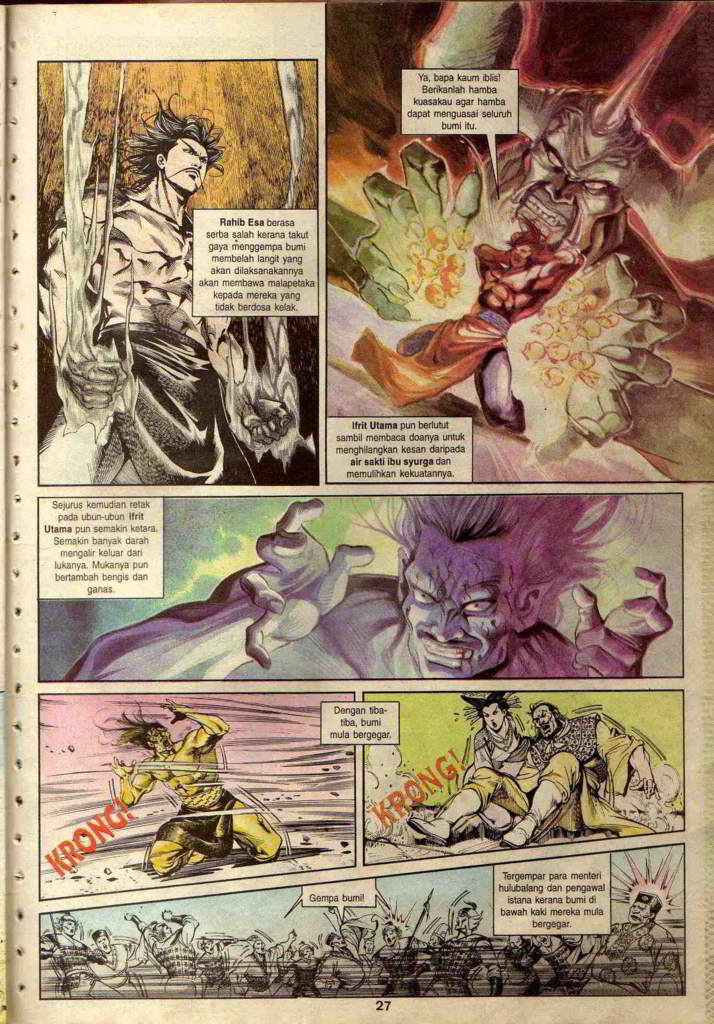 Rahib Esa berasa
serba salah kerana takut
gaya menggempa bumi
membelah langit yang
akan dilaksanakannya
akan membawa malapetaka
kepada mereka yang
tidak berdosa kelak.
Ya, bapa kaum iblis!
Berikanlah hamba
kuasakau agar hamba
dapat menguasai seluruh
bumi itu.
Ifrit Utama pun berlutut
sambil membaca doanya untuk
menghilangkan kesan daripada
air sakti ibu syurga dan
memulihkan kekuatannya.
Sejurus kemudian retak
pada ubun-ubun Ifrit
Utama pun semakin ketara.
Semakin banyak darah
mengalir keluar dari
lukanya. Mukanya pun
bertambah bengis dan
ganas.
Dengan tiba-
tiba, bumi
mula bergegar.
KRONG!
KRONG!
Gempa bumi!
Tergempar para menteri
hulubalang dan pengawal
istana kerana bumi di
bawah kaki mereka mula
bergegar.
27